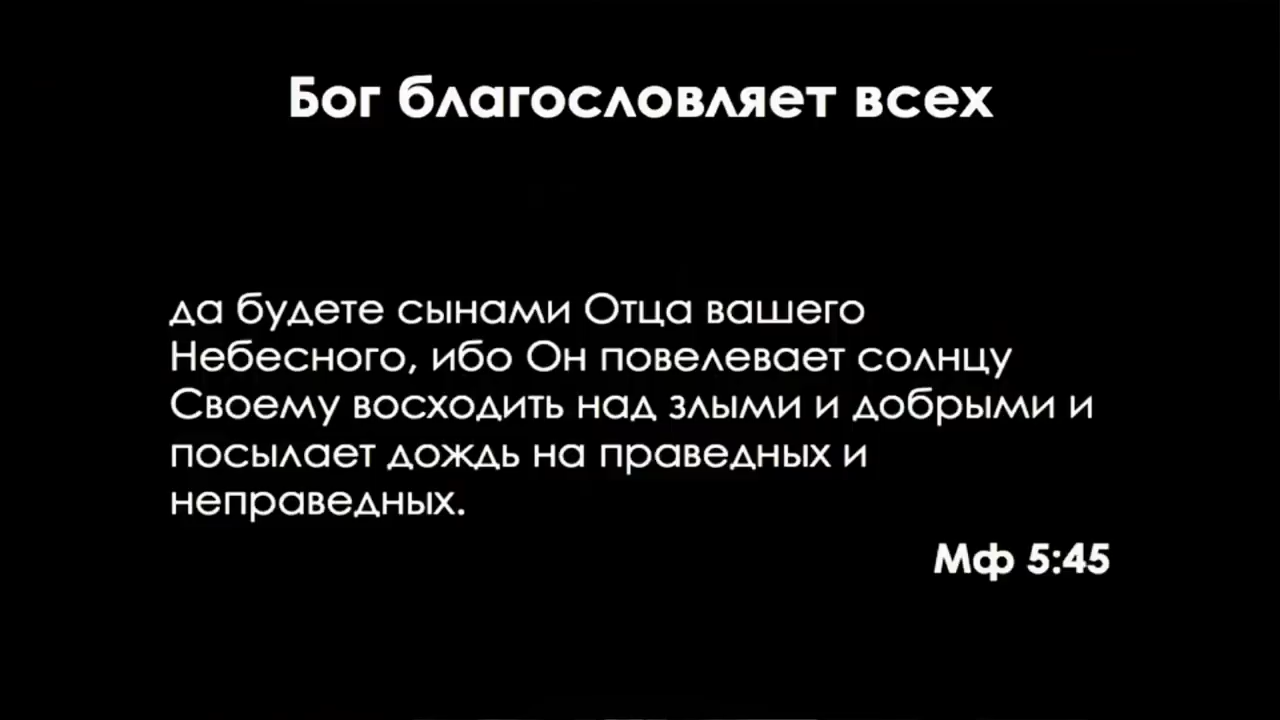 Бог благословляет всех
да будете сынами Отца вашего
Небесного, ибо Он повелевает солнцу
Своему восходить над злыми и добрыми и
посылает дождь на праведных и
неправедных.
Мф 5:45